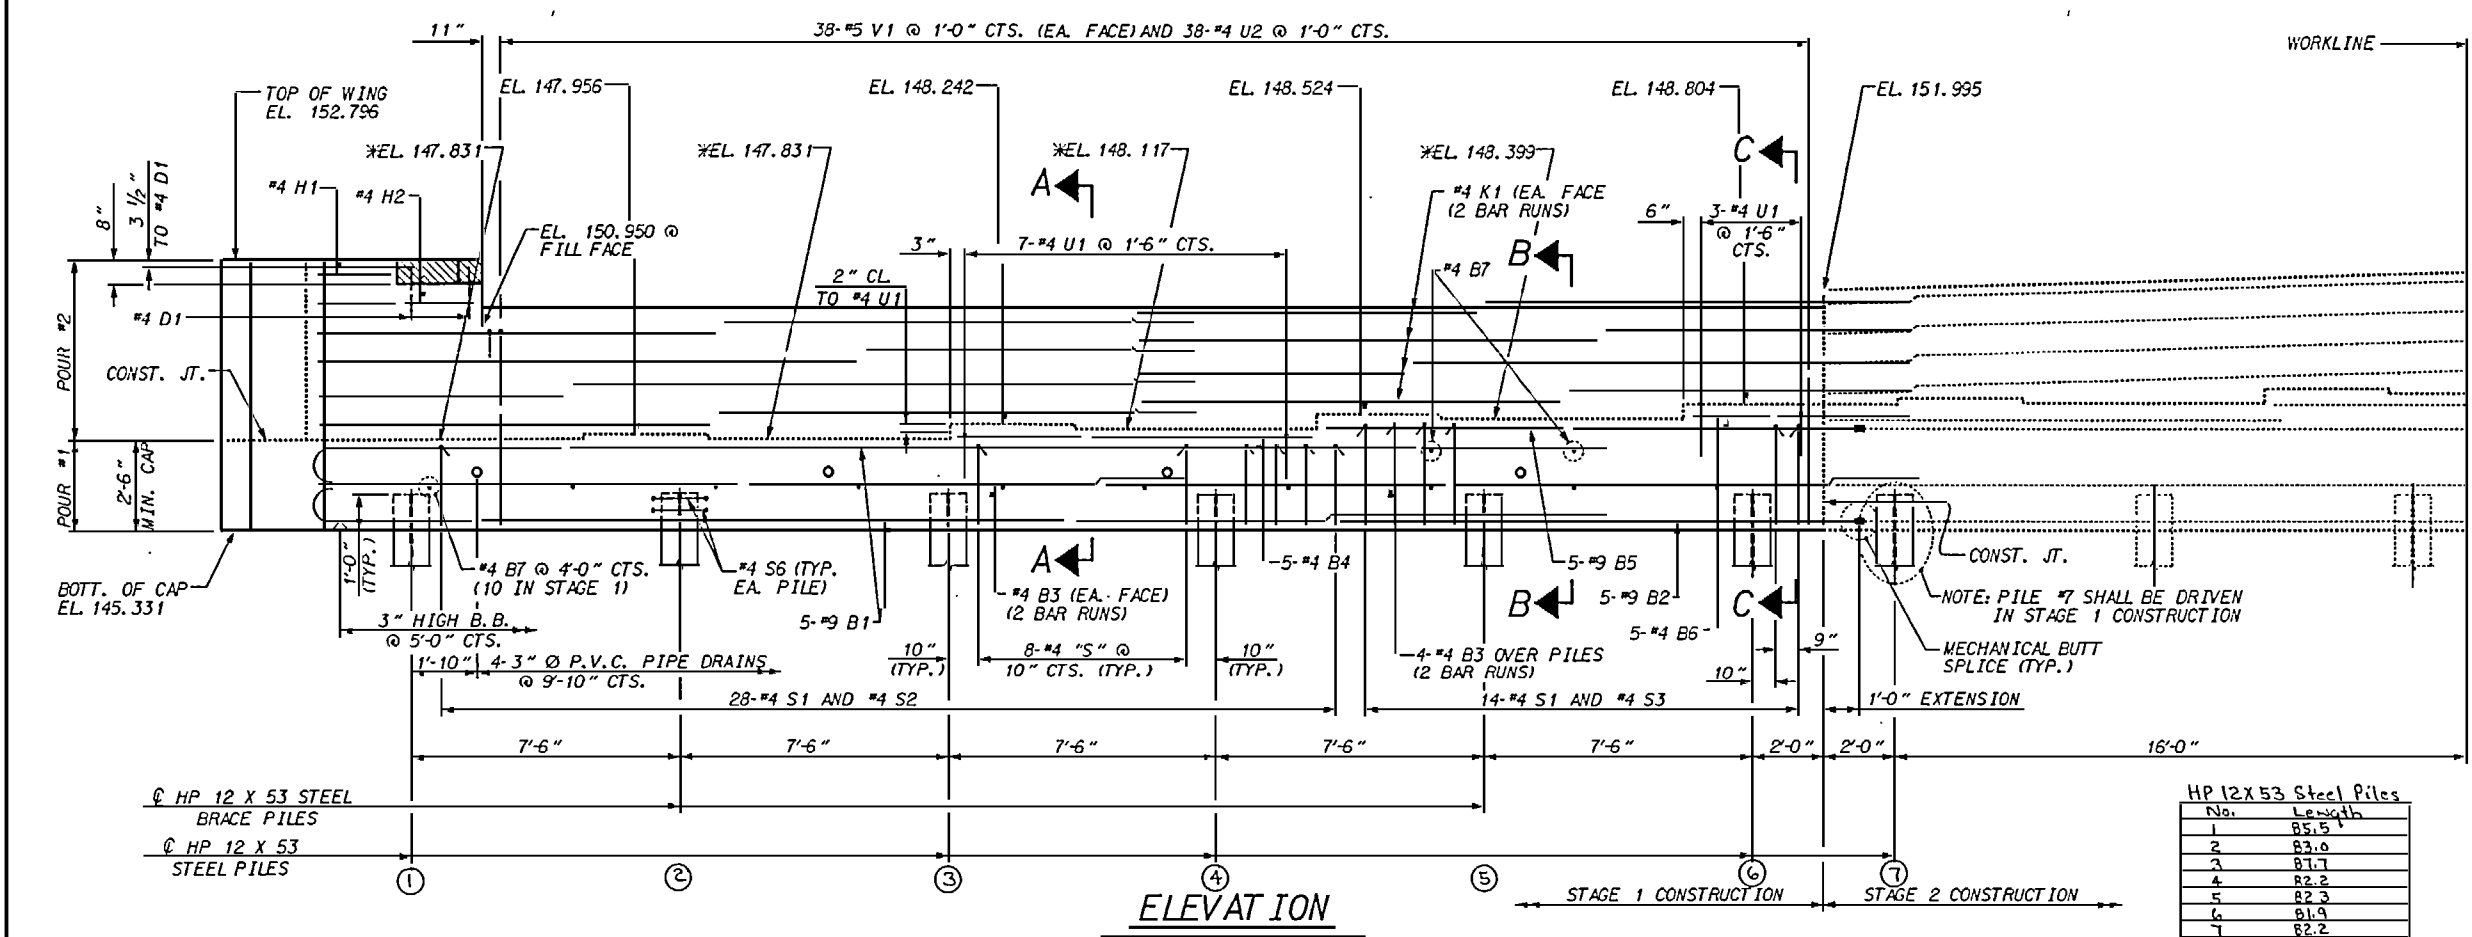 11"
38-#5 V1 @ 1'-0" CTS. (EA. FACE) AND 38-#4 U2 @ 1'-0" CTS.
WORKLINE
TOP OF WING
EL. 152.796
EL. 147.956
EL. 148.242
EL. 148.524
EL. 148.804
EL. 151.995
*EL. 147.831
*EL. 147.831
*EL. 148.117
*EL. 148.399
A
C
8"
3 ½"
TO #4 D1
#4 H1
#4 H2
#4 K1 (EA. FACE
(2 BAR RUNS)
6"
3-#4 U1
@ 1'-6"
CTS.
EL. 150.950 @
FILL FACE
3"
7-#4 U1 @ 1'-6" CTS.
B
#4 B7
2" CL.
TO #4 U1
#4 D1
POUR #2
CONST. JT.
POUR #1
2'-6"
MIN. CAP
1'-0"
(TYP.)
BOTT. OF CAP
EL. 145.331
#4 B7 @ 4'-0" CTS.
(10 IN STAGE 1)
#4 S6 (TYP.
EA. PILE)
A
5-#4 B4
5-#9 B5
CONST. JT.
#4 B3 (EA. FACE)
(2 BAR RUNS)
B
5-#9 B2
C
NOTE: PILE #7 SHALL BE DRIVEN
IN STAGE 1 CONSTRUCTION
3" HIGH B.B.
@ 5'-0" CTS.
5-#9 B1
5-#4 B6
9"
MECHANICAL BUTT
SPLICE (TYP.)
1'-10"
4-3" Ø P.V.C. PIPE DRAINS
@ 9'-10" CTS.
10"
(TYP.)
8-#4 "S" @
10" CTS. (TYP.)
10"
(TYP.)
4-#4 B3 OVER PILES
(2 BAR RUNS)
10"
28-#4 S1 AND #4 S2
14-#4 S1 AND #4 S3
1'-0" EXTENSION
7'-6"
7'-6"
7'-6"
7'-6"
7'-6"
2'-0"
2'-0"
16'-0"
℄ HP 12 X 53 STEEL
BRACE PILES
℄ HP 12 X 53
STEEL PILES
1
2
3
4
5
6
7
ELEVATION
STAGE 1 CONSTRUCTION
STAGE 2 CONSTRUCTION
HP 12X53 Steel Piles
No. Length
1 85.5'
2 83.0
3 87.7
4 82.2
5 82.3
6 81.9
7 82.2